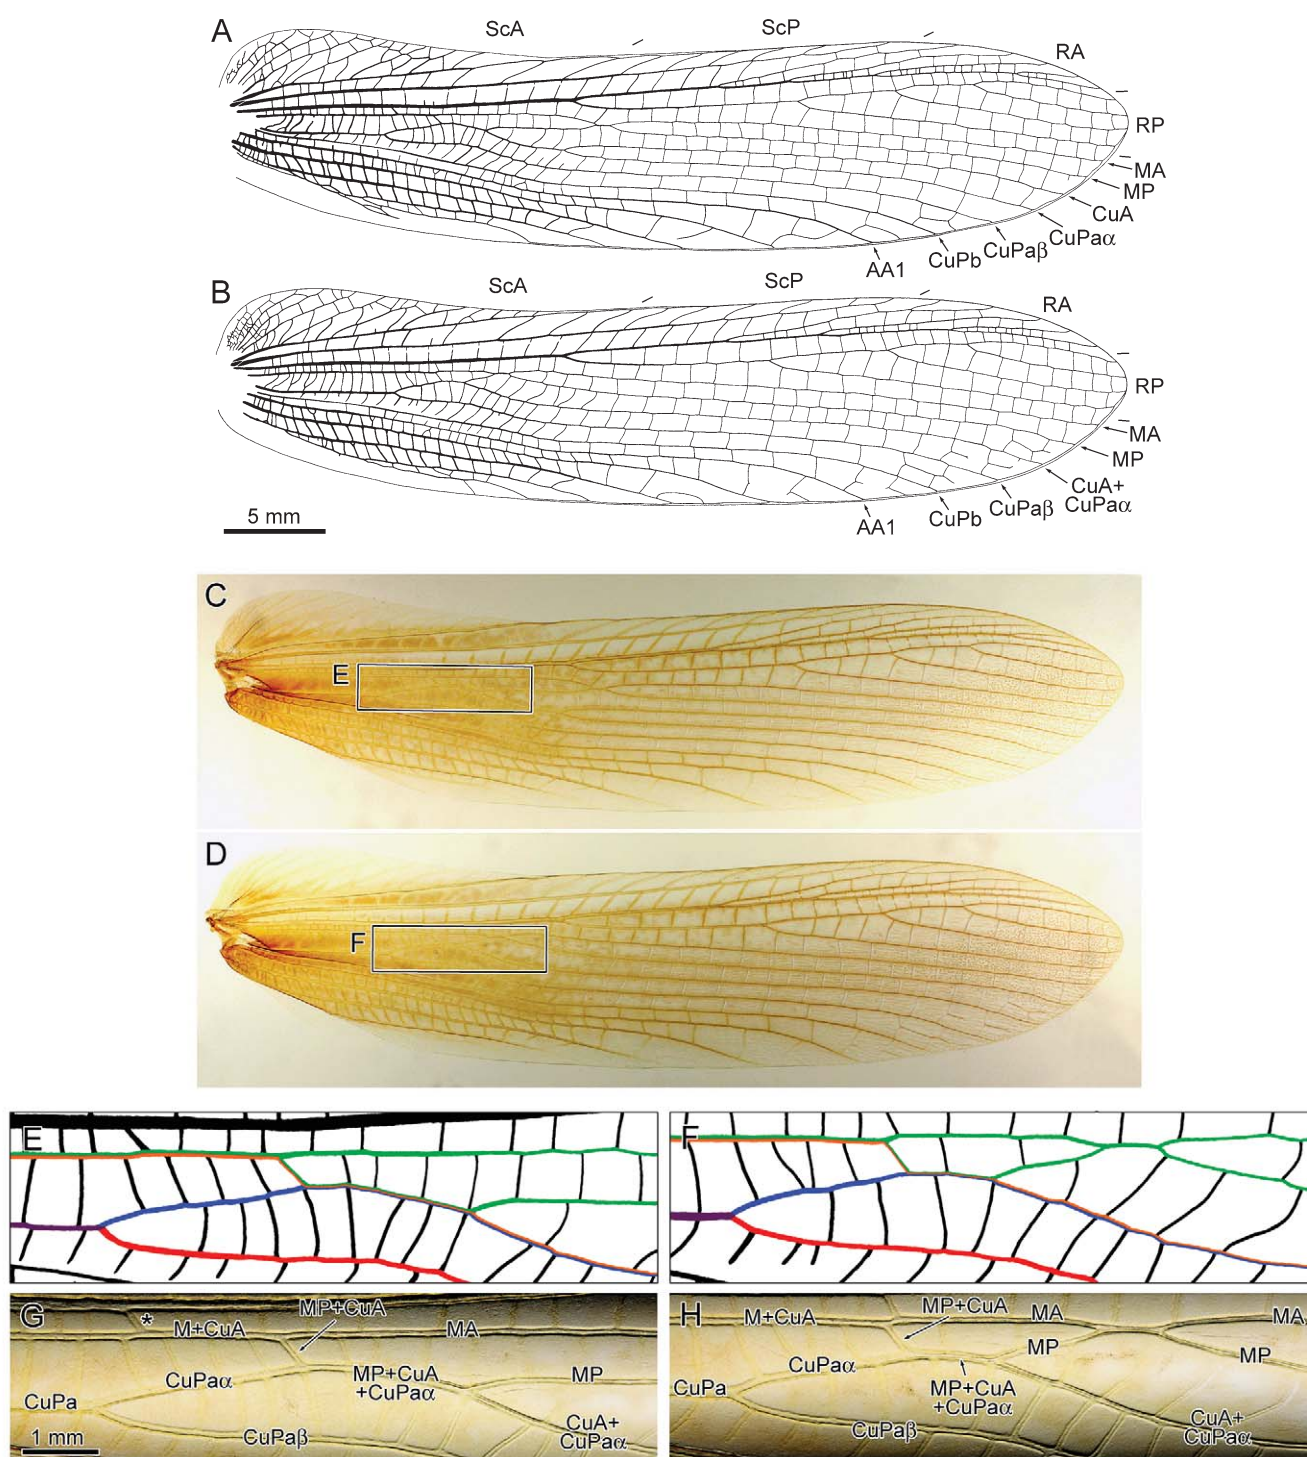 A
ScA
ScP
RA
RP
MA
MP
CuA
CuPaα
CuPaβ
CuPb
AA1
B
ScA
ScP
RA
RP
MA
MP
CuA+
CuPaα
CuPaβ
CuPb
AA1
5 mm
C
E
D
F
E
F
G
*
M+CuA
MP+CuA
MA
CuPaα
MP+CuA
+CuPaα
MP
CuPa
CuA+
CuPaα
CuPaβ
1 mm
H
M+CuA
MP+CuA
MA
MA
MP
MP
CuPaα
CuPa
MP+CuA
+CuPaα
CuPaβ
CuA+
CuPaα